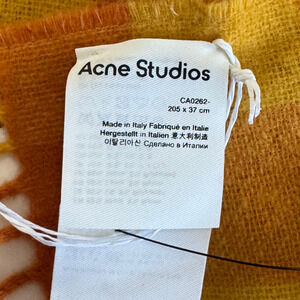 Acne Studios
CA0262-
205 x 37 cm
Made in Italy Fabriqué en Italie
Hergestellt in Italien 意大利制造
이탈리아산 Сделано в Италии